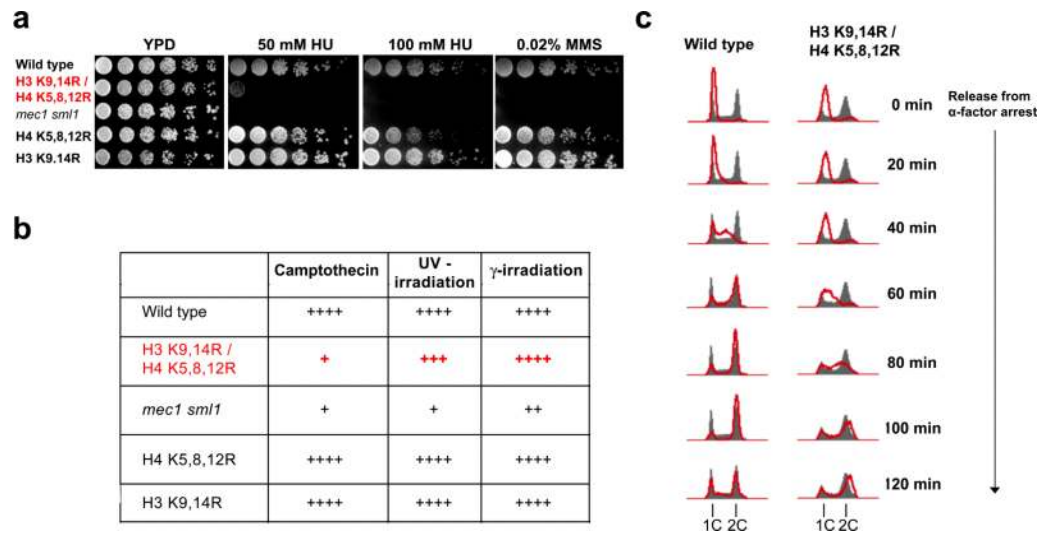 a
YPD 50 mM HU 100 mM HU 0.02% MMS
Wild type
H3 K9,14R /
H4 K5,8,12R
mec1 sml1
H4 K5,8,12R
H3 K9.14R
b
Camptothecin UV - irradiation γ-irradiation
Wild type ++++ ++++ ++++
H3 K9,14R / H4 K5,8,12R + +++ ++++
mec1 sml1 + + ++
H4 K5,8,12R ++++ ++++ ++++
H3 K9,14R ++++ ++++ ++++
c
Wild type
H3 K9,14R /
H4 K5,8,12R
0 min
Release from
α-factor arrest
20 min
40 min
60 min
80 min
100 min
120 min
1C 2C 1C 2C